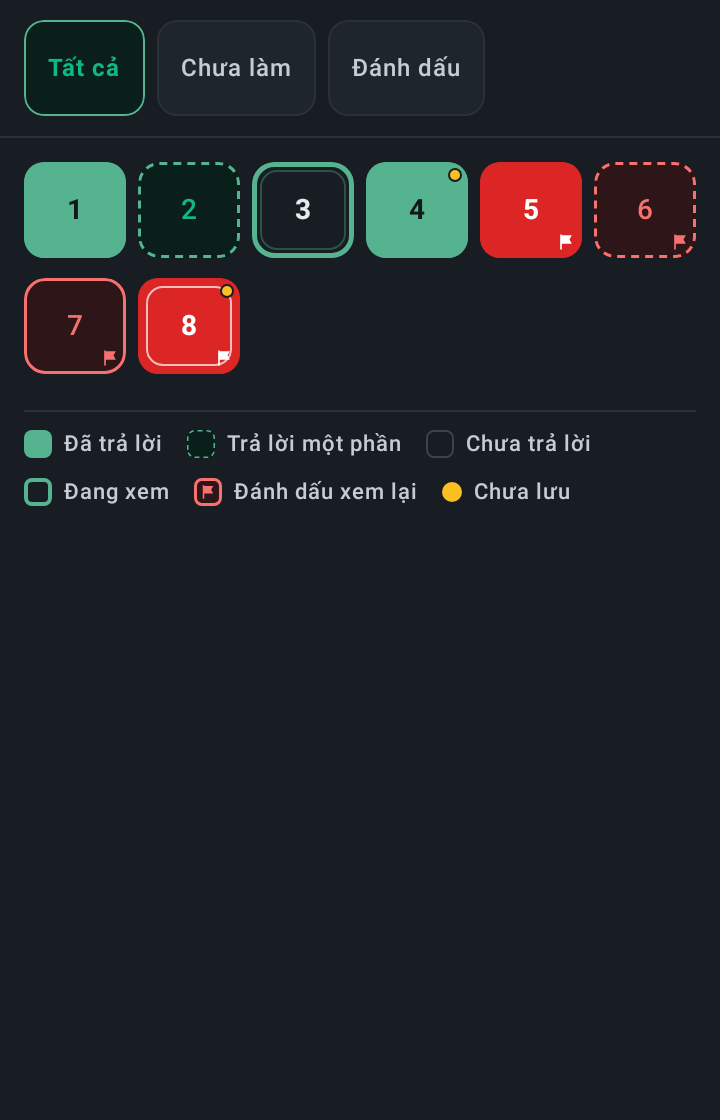 Tất cả Chưa làm Đánh dấu
1 2 3 4 5 6
7 8
Đã trả lời Trả lời một phần Chưa trả lời
Đang xem Đánh dấu xem lại Chưa lưu